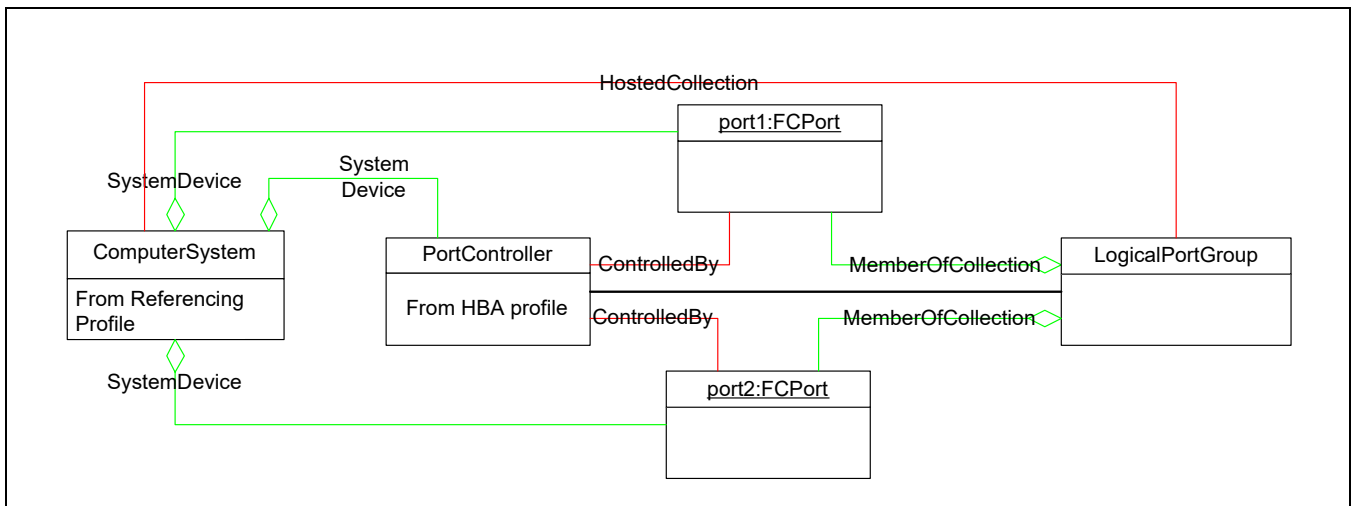 HostedCollection
port1:FCPort
System
Device
SystemDevice
ComputerSystem
From Referencing
Profile
PortController
From HBA profile
ControlledBy
MemberOfCollection
LogicalPortGroup
ControlledBy
MemberOfCollection
SystemDevice
port2:FCPort